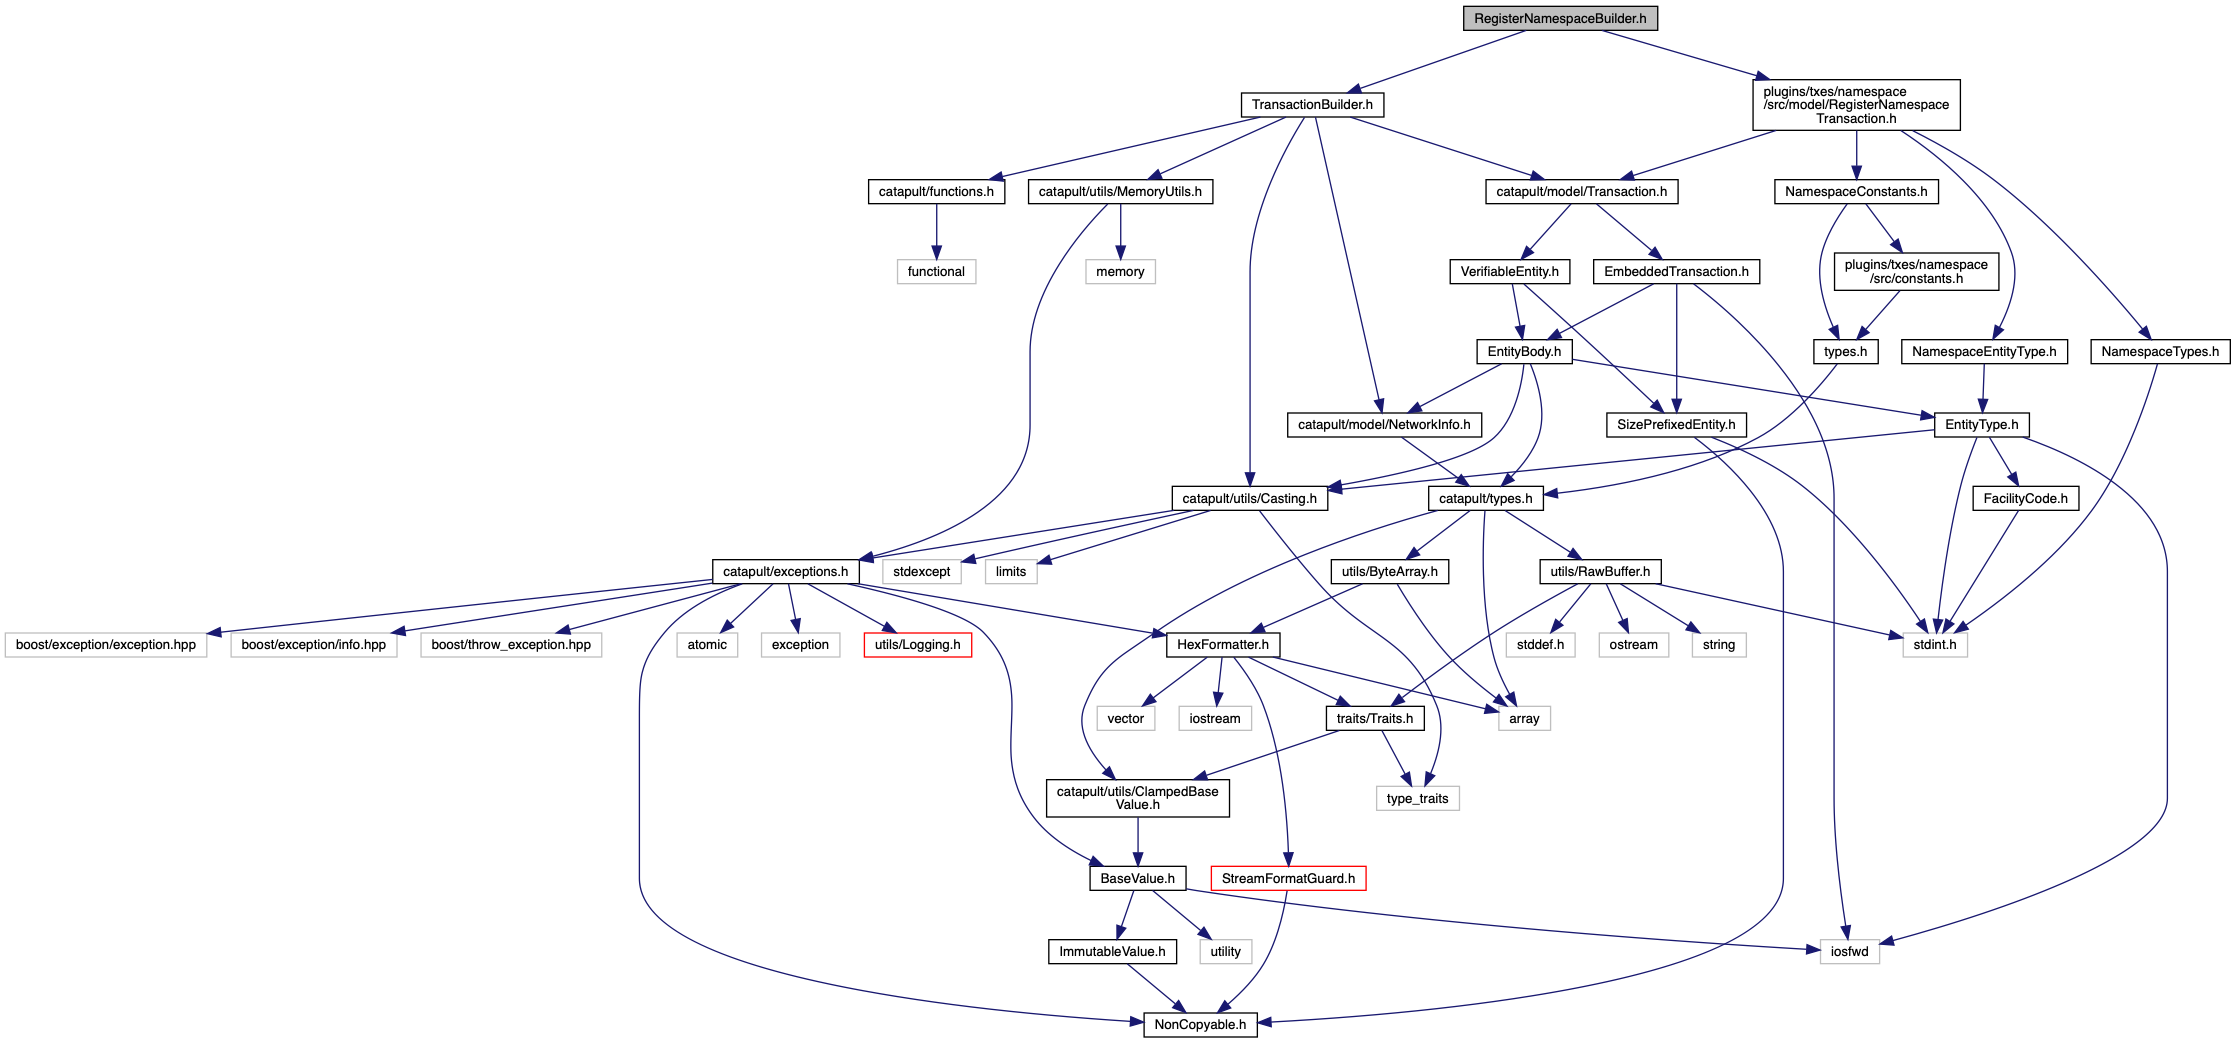 RegisterNamespaceBuilder.h
TransactionBuilder.h
plugins/txes/namespace
/src/model/RegisterNamespace
Transaction.h
catapult/functions.h
catapult/utils/MemoryUtils.h
catapult/model/Transaction.h
NamespaceConstants.h
functional
memory
VerifiableEntity.h
EmbeddedTransaction.h
plugins/txes/namespace
/src/constants.h
EntityBody.h
types.h
NamespaceEntityType.h
NamespaceTypes.h
catapult/model/NetworkInfo.h
SizePrefixedEntity.h
EntityType.h
catapult/utils/Casting.h
catapult/types.h
FacilityCode.h
catapult/exceptions.h
stdexcept
limits
utils/ByteArray.h
utils/RawBuffer.h
boost/exception/exception.hpp
boost/exception/info.hpp
boost/throw_exception.hpp
atomic
exception
utils/Logging.h
HexFormatter.h
stddef.h
ostream
string
stdint.h
vector
iostream
traits/Traits.h
array
catapult/utils/ClampedBase
Value.h
type_traits
BaseValue.h
StreamFormatGuard.h
ImmutableValue.h
utility
iosfwd
NonCopyable.h